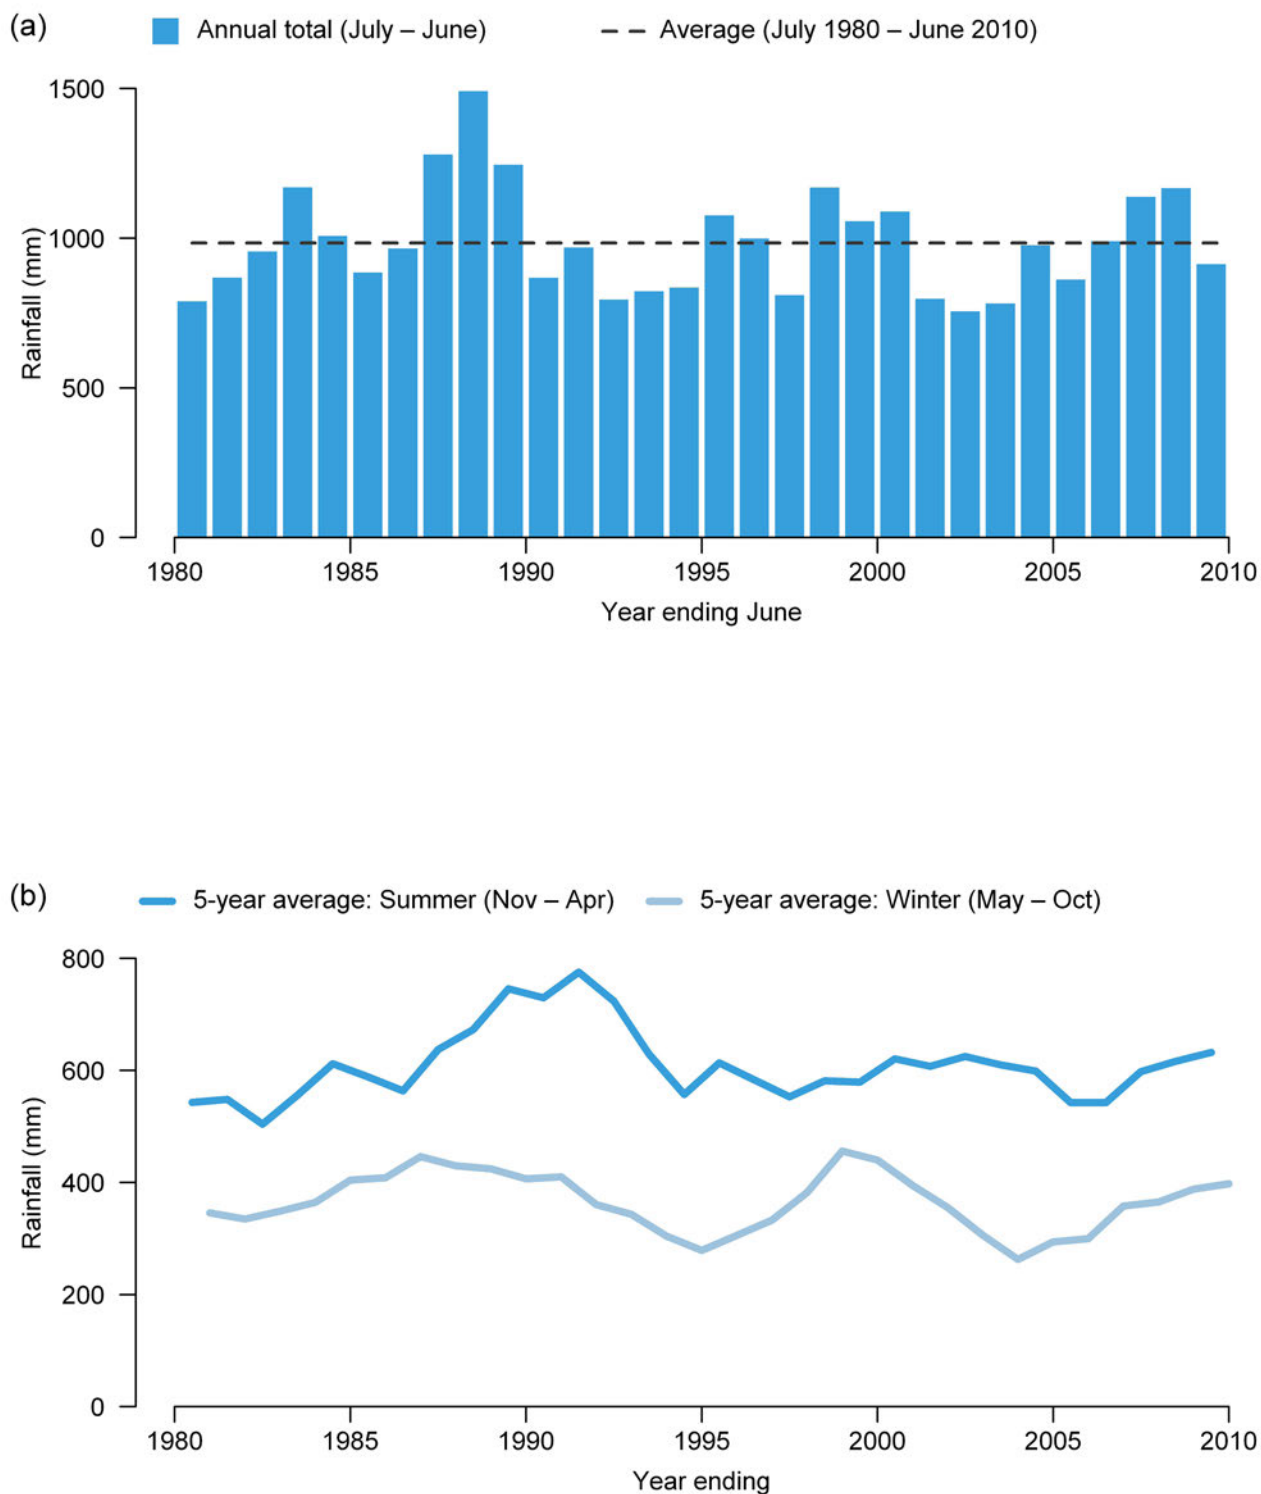 (a)
Annual total (July – June)
Average (July 1980 – June 2010)
1500
1000
500
0
Rainfall (mm)
1980 1985 1990 1995 2000 2005 2010
Year ending June
(b)
5-year average: Summer (Nov – Apr)
5-year average: Winter (May – Oct)
800
600
400
200
0
Rainfall (mm)
1980 1985 1990 1995 2000 2005 2010
Year ending